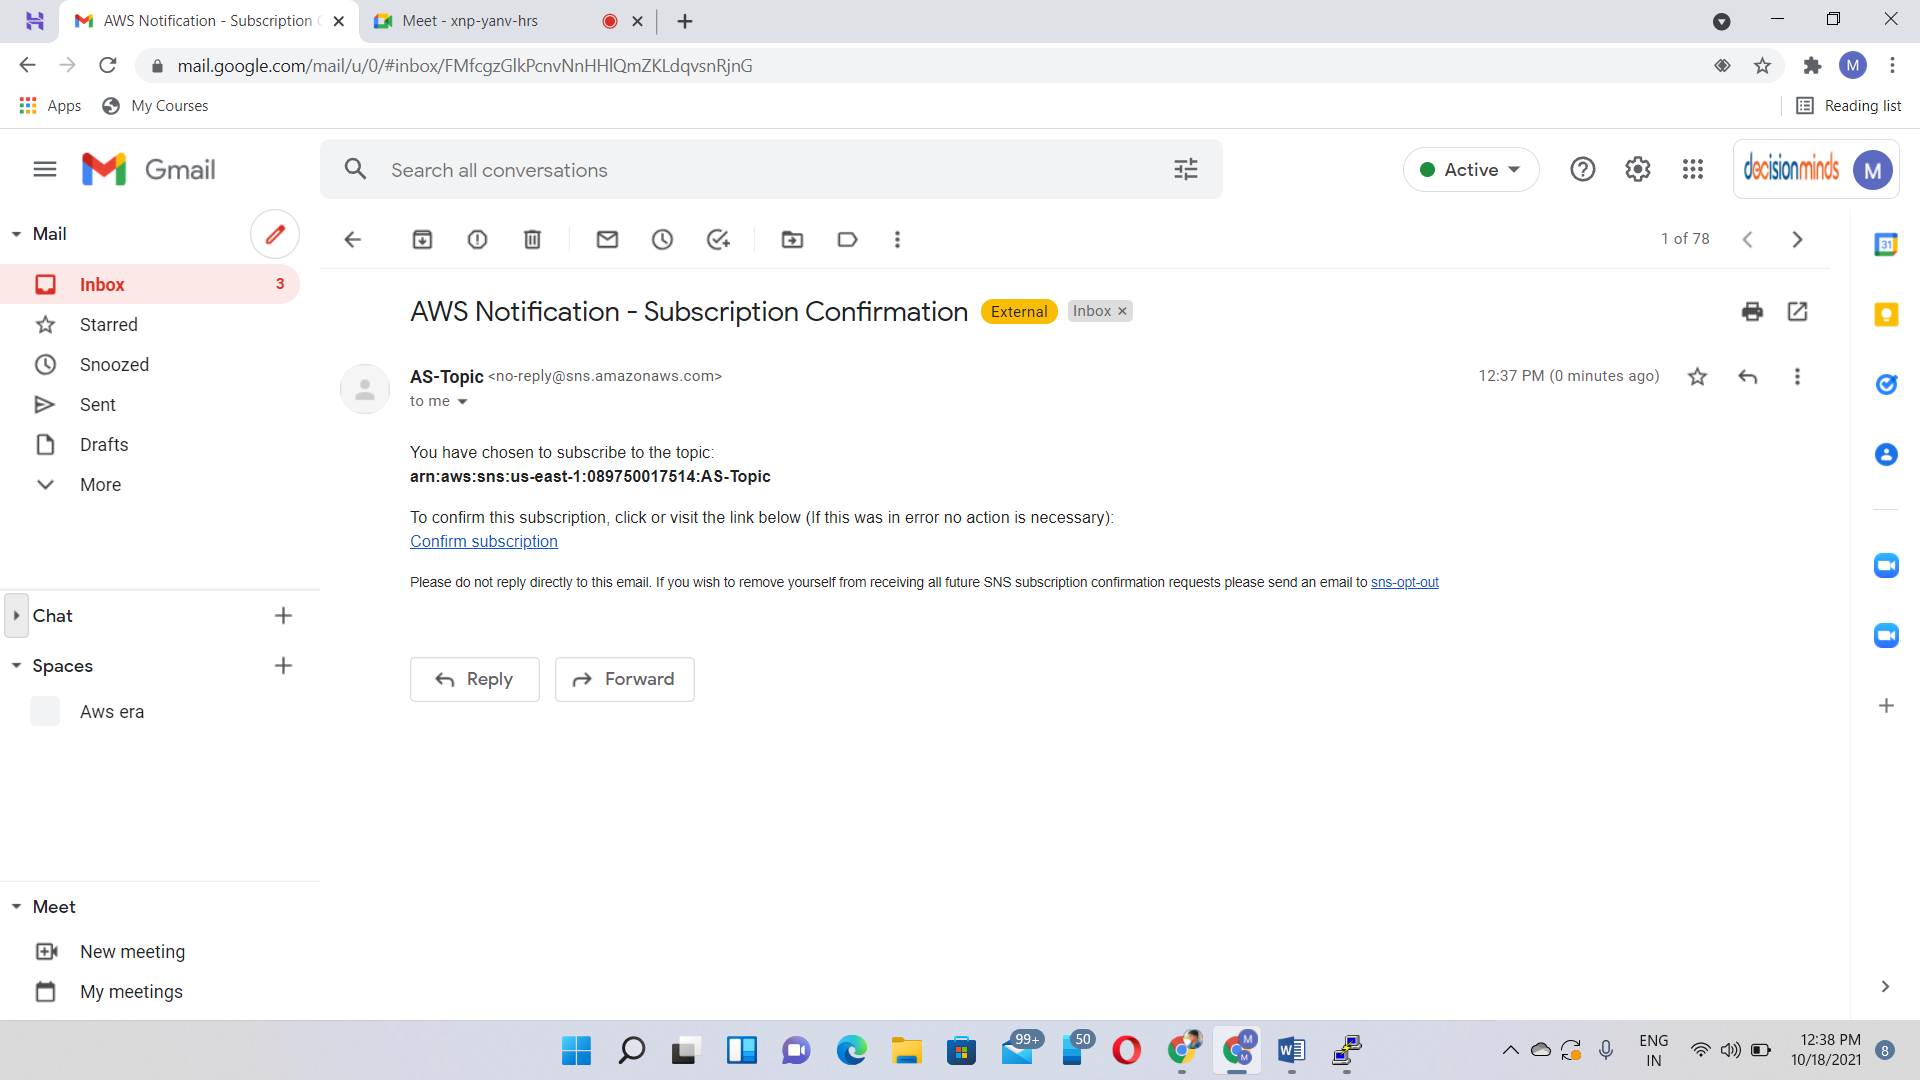 AWS Notification - Subscription C
Meet - xnp-yanv-hrs
mail.google.com/mail/u/0/#inbox/FMfcgzGlkPcnvNnHHlQmZKLdqvsnRjnG
M
Apps
My Courses
Reading list
Gmail
Search all conversations
Active
decisionminds
M
Mail
1 of 78
31
Inbox
3
Starred
Snoozed
Sent
Drafts
More
AWS Notification - Subscription Confirmation
External
Inbox ×
AS-Topic <no-reply@sns.amazonaws.com>
12:37 PM (0 minutes ago)
to me
You have chosen to subscribe to the topic:
arn:aws:sns:us-east-1:089750017514:AS-Topic
To confirm this subscription, click or visit the link below (If this was in error no action is necessary):
Confirm subscription
Please do not reply directly to this email. If you wish to remove yourself from receiving all future SNS subscription confirmation requests please send an email to sns-opt-out
Reply
Forward
Chat
Spaces
Aws era
Meet
New meeting
My meetings
99+
50
M
M
ENG
IN
12:38 PM
10/18/2021
8